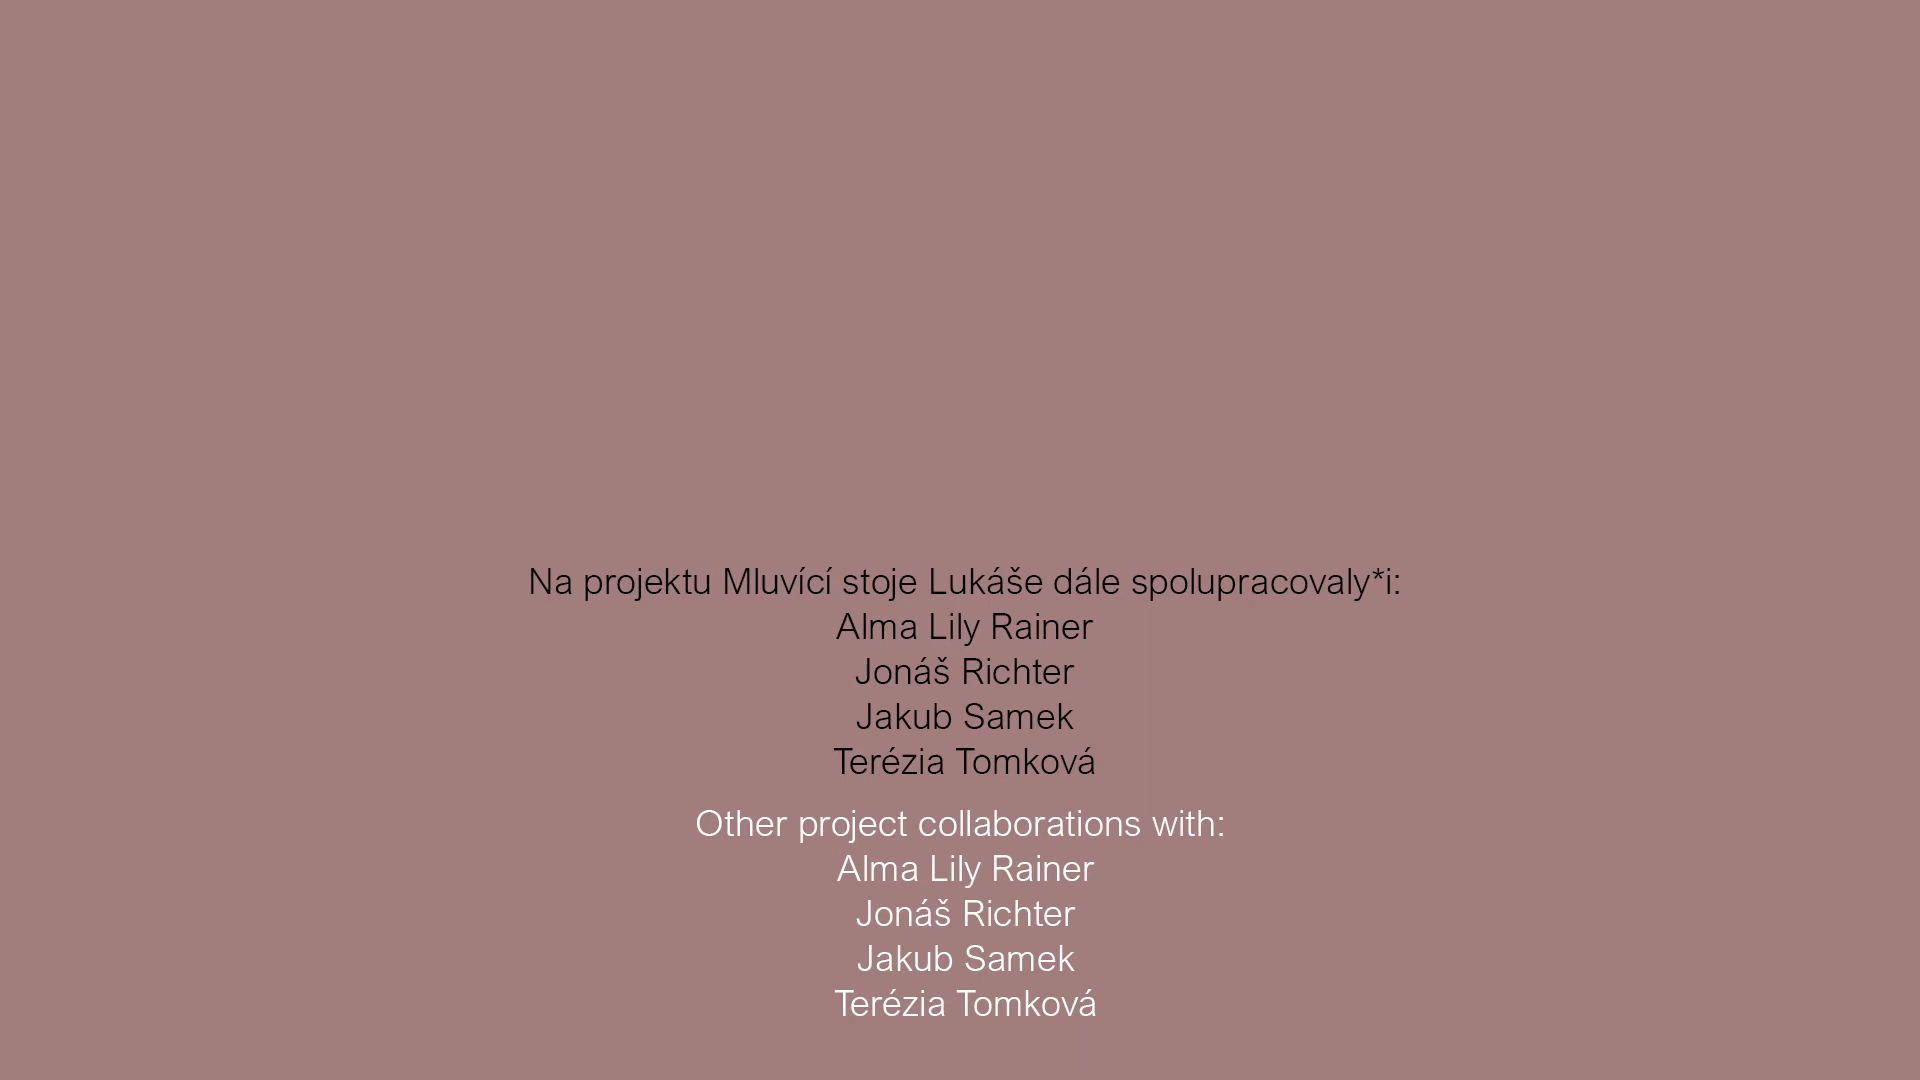 Na projektu Mluvící stoje Lukáše dále spolupracovaly*i:
Alma Lily Rainer
Jonáš Richter
Jakub Samek
Terézia Tomková
Other project collaborations with:
Alma Lily Rainer
Jonáš Richter
Jakub Samek
Terézia Tomková